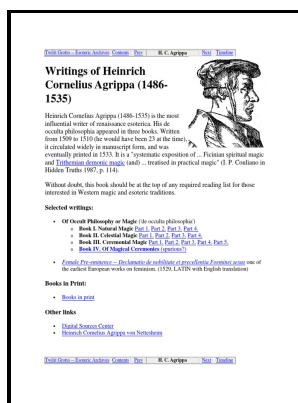 Twilit Grotto -- Esoteric Archives Contents Prev H. C. Agrippa Next Timeline
Writings of Heinrich
Cornelius Agrippa (1486-
1535)
Heinrich Cornelius Agrippa (1486-1535) is the most
influential writer of renaissance esoterica. His de
occulta philosophia appeared in three books. Written
from 1509 to 1510 (he would have been 23 at the time),
it circulated widely in manuscript form, and was
eventually printed in 1533. It is a "systematic exposition of ... Ficinian spiritual magic
and Trithemian demonic magic (and) ... treatised in practical magic" (I. P. Couliano in
Hidden Truths 1987, p. 114).
Without doubt, this book should be at the top of any required reading list for those
interested in Western magic and esoteric traditions.
Selected writings:
• Of Occult Philosophy or Magic ('de occulta philosophia')
o Book I. Natural Magic Part 1, Part 2, Part 3, Part 4.
o Book II. Celestial Magic Part 1, Part 2, Part 3, Part 4.
o Book III. Ceremonial Magic Part 1, Part 2, Part 3, Part 4, Part 5.
o Book IV. Of Magical Ceremonies (spurious?)
• Female Pre-eminence -- Declamatio de nobilitate et precellentia Foeminei sexus one of
the earliest European works on feminism. (1529, LATIN with English translation)
Books in Print:
• Books in print
Other links
• Digital Sources Center
• Heinrich Cornelius Agrippa von Nettesheim
Twilit Grotto -- Esoteric Archives Contents Prev H. C. Agrippa Next Timeline